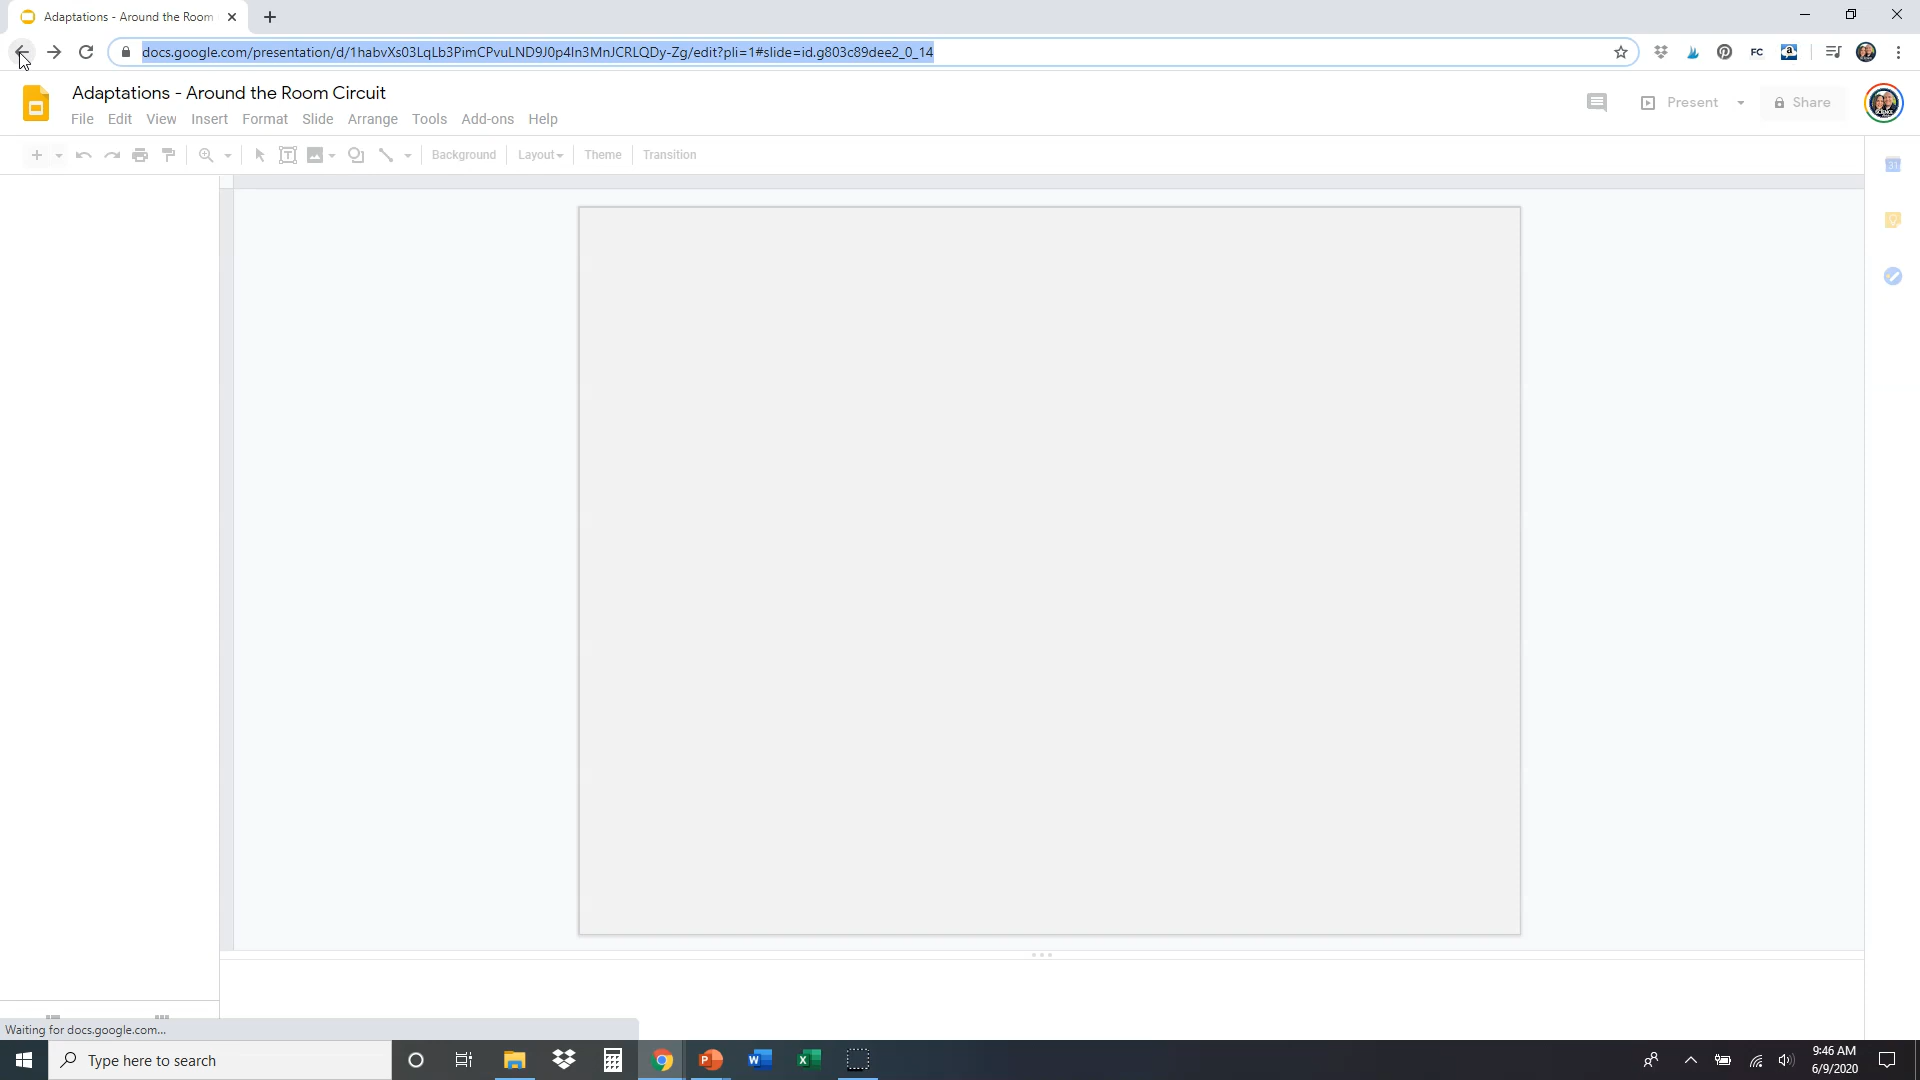 Adaptations - Around the Room
docs.google.com/presentation/d/1habvXs03LqLb3PimCPvuLND9J0p4In3MnJCRLQDy-Zg/edit?pli=1#slide=id.g803c89dee2_0_14
FC
a
Adaptations - Around the Room Circuit
File Edit View Insert Format Slide Arrange Tools Add-ons Help
Present
Share
Background Layout Theme Transition
31
Waiting for docs.google.com...
Type here to search
P
W
X
9:46 AM
6/9/2020